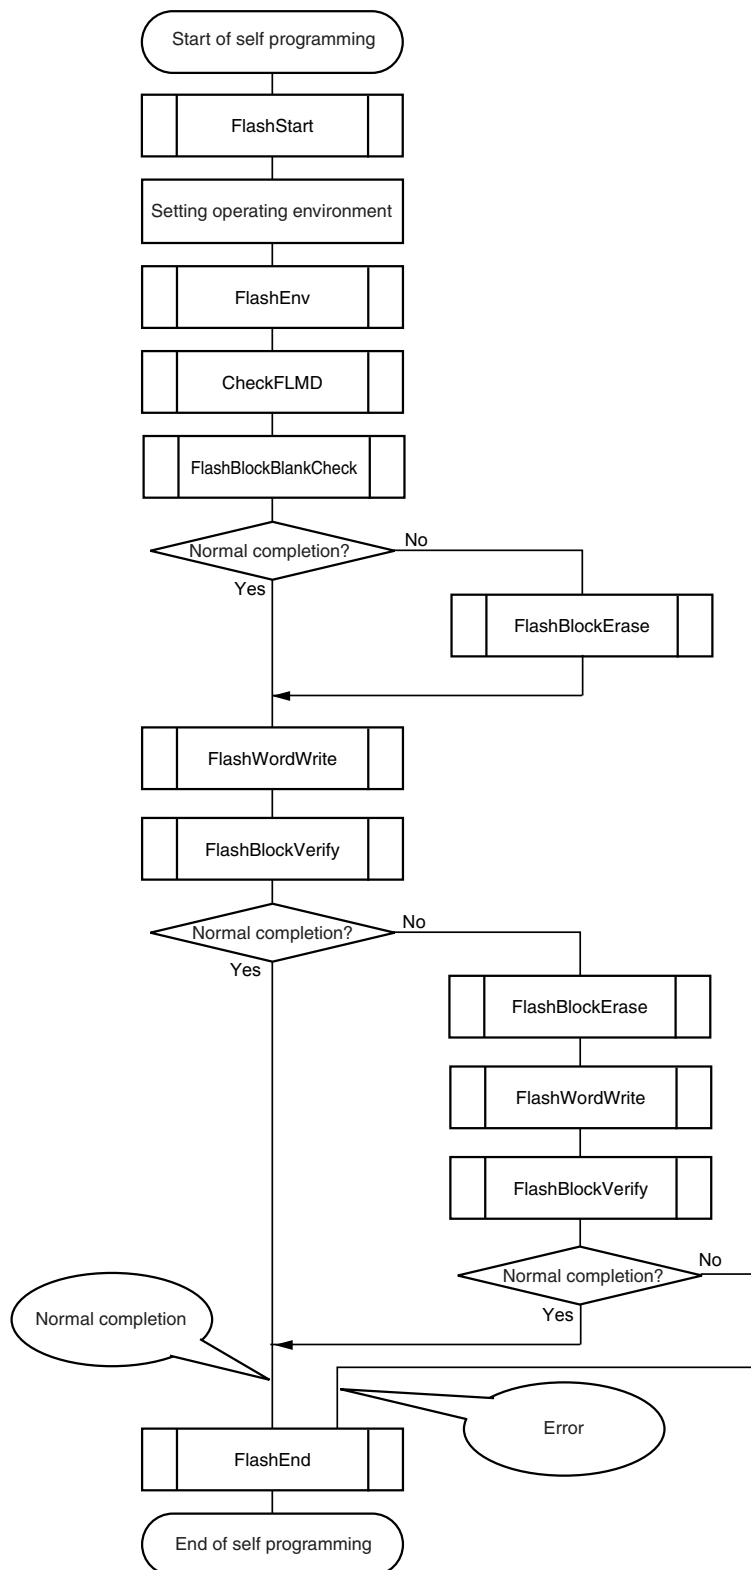 Start of self programming
FlashStart
Setting operating environment
FlashEnv
CheckFLMD
FlashBlockBlankCheck
Normal completion?
No
Yes
FlashBlockErase
FlashWordWrite
FlashBlockVerify
Normal completion?
No
Yes
FlashBlockErase
FlashWordWrite
FlashBlockVerify
Normal completion?
No
Yes
Normal completion
Error
FlashEnd
End of self programming